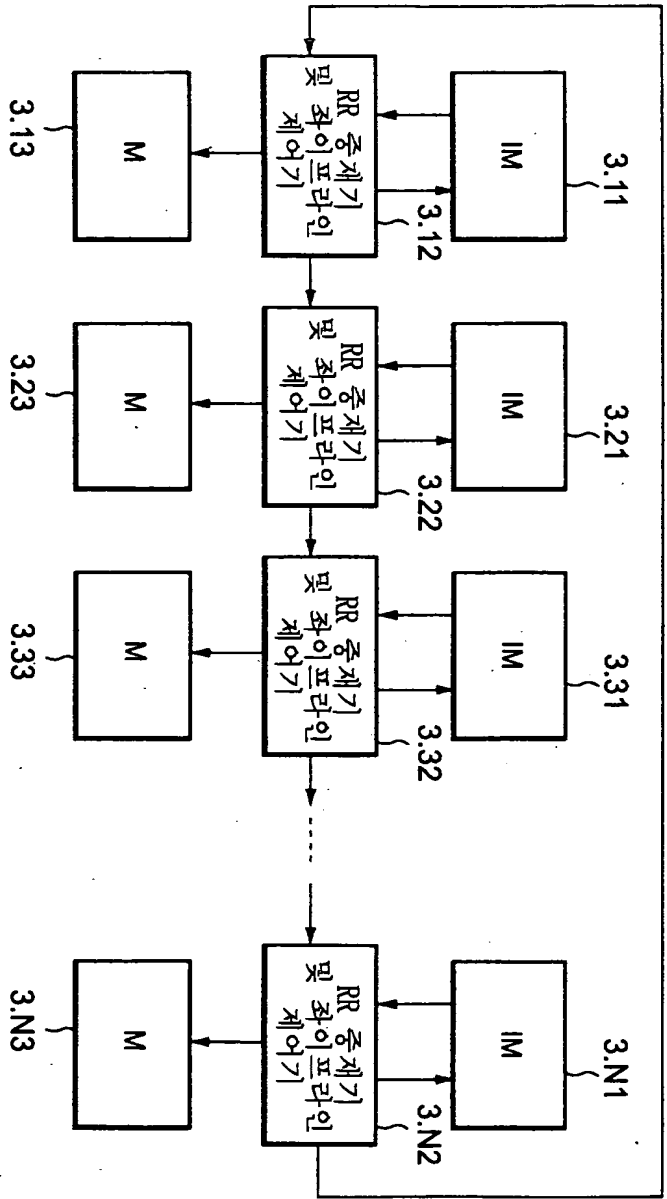 3.11
3.21
3.31
3.N1
IM
IM
IM
IM
3.12
3.22
3.32
3.N2
RR 중재기
및 파이프라인
제어기
RR 중재기
및 파이프라인
제어기
RR 중재기
및 파이프라인
제어기
RR 중재기
및 파이프라인
제어기
M
M
M
M
3.13
3.23
3.33
3.N3